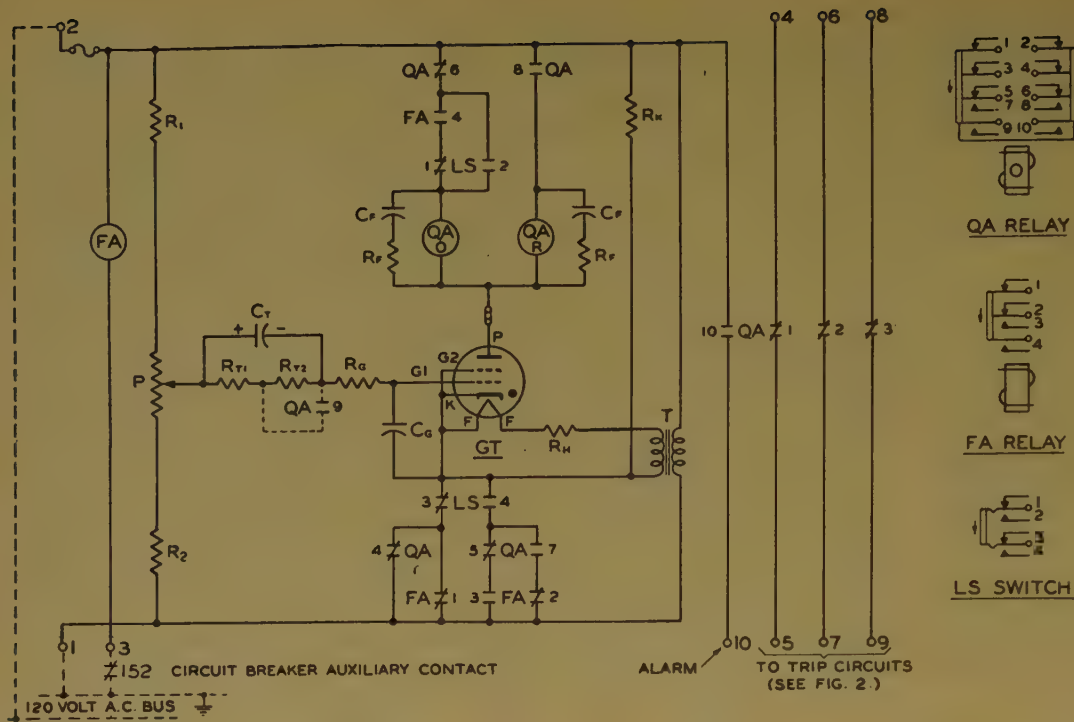 2
4
6
8
QA 6
8 QA
FA 4
1 LS 2
R1
RK
CF
CF
FA
QA O
QA R
RF
RF
P
CT
+ -
G2
P
RT1
RT2
RG
G1
QA 9
K
F F
CG
GT
RH
T
10 QA 1
2
3
3 LS 4
R2
4 QA
5 QA 7
FA 1
3 FA 2
1
3
10
5
7
9
152 CIRCUIT BREAKER AUXILIARY CONTACT
ALARM
TO TRIP CIRCUITS
(SEE FIG. 2.)
120 VOLT A.C. BUS
1 2
3 4
5 6
7 8
9 10
QA RELAY
1
2
3
4
FA RELAY
1
2
3
LS SWITCH